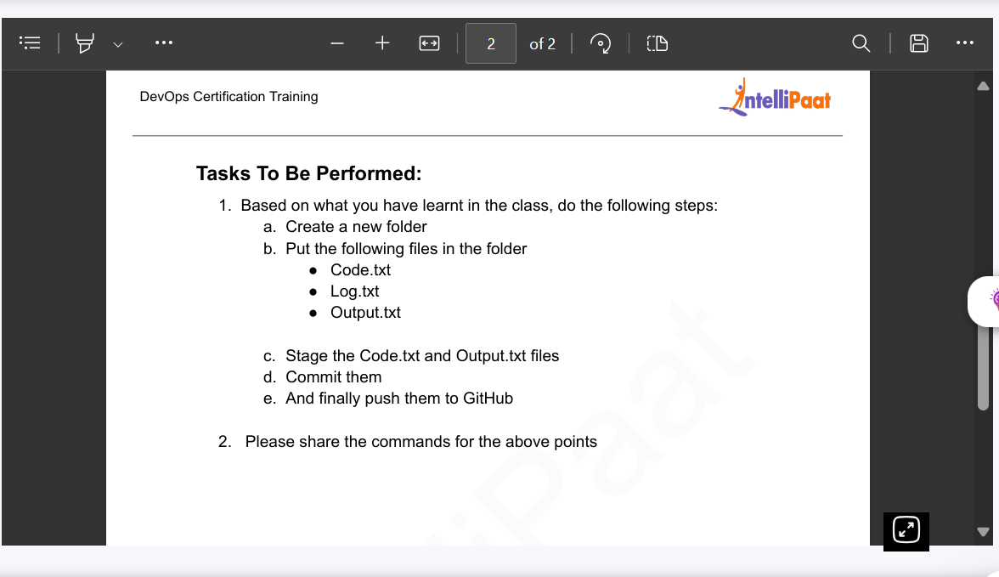 2 of 2
DevOps Certification Training
IntelliPaat
Tasks To Be Performed:
1. Based on what you have learnt in the class, do the following steps:
a. Create a new folder
b. Put the following files in the folder
● Code.txt
● Log.txt
● Output.txt
c. Stage the Code.txt and Output.txt files
d. Commit them
e. And finally push them to GitHub
2. Please share the commands for the above points
iPaat